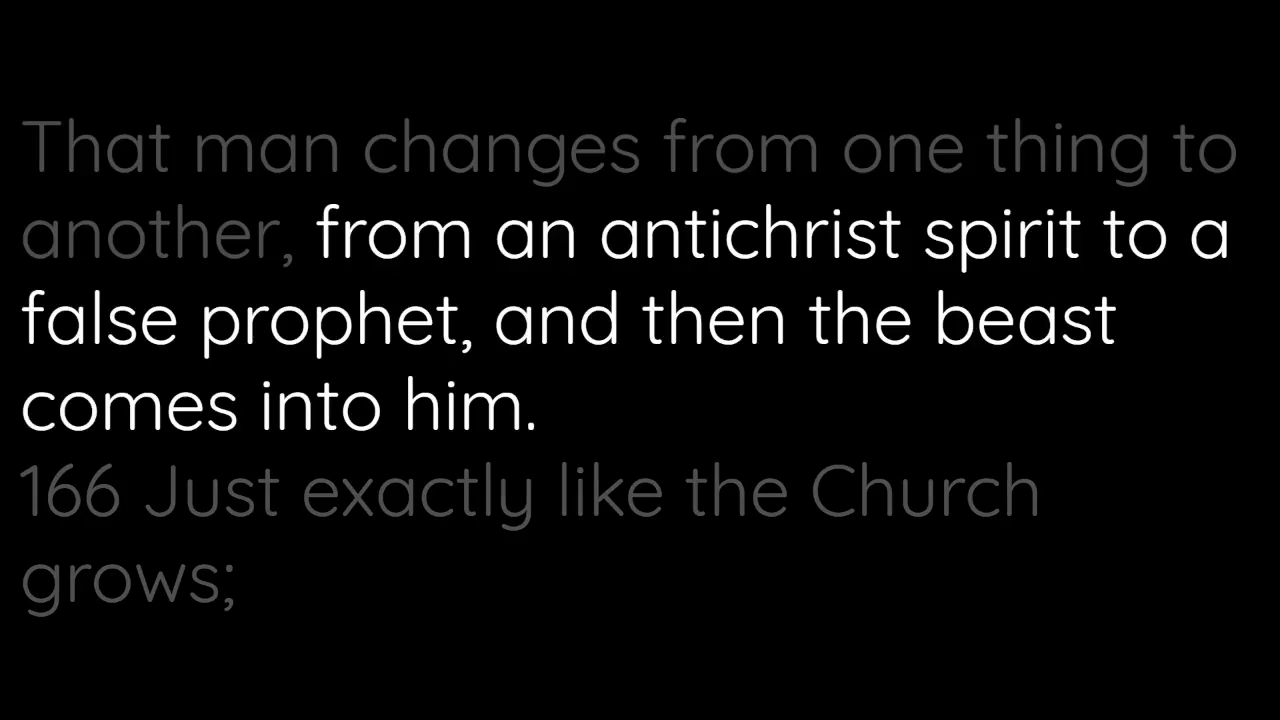 That man changes from one thing to
another, from an antichrist spirit to a
false prophet, and then the beast
comes into him.
166 Just exactly like the Church
grows;